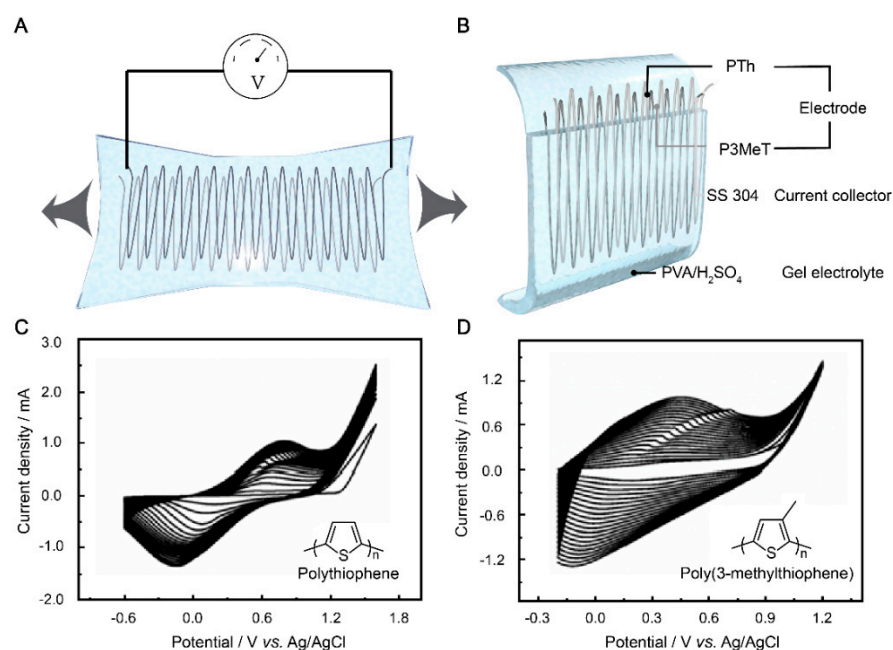 A
V
B
PTh
Electrode
P3MeT
SS 304 Current collector
PVA/H₂SO₄ Gel electrolyte
C
3.0
2.0
1.0
0.0
-1.0
-2.0
Current density / mA
-0.6 0.0 0.6 1.2 1.8
Potential / V vs. Ag/AgCl
S
n
Polythiophene
D
1.2
0.6
0.0
-0.6
-1.2
Current density / mA
-0.3 0.0 0.3 0.6 0.9 1.2
Potential / V vs. Ag/AgCl
S
n
Poly(3-methylthiophene)